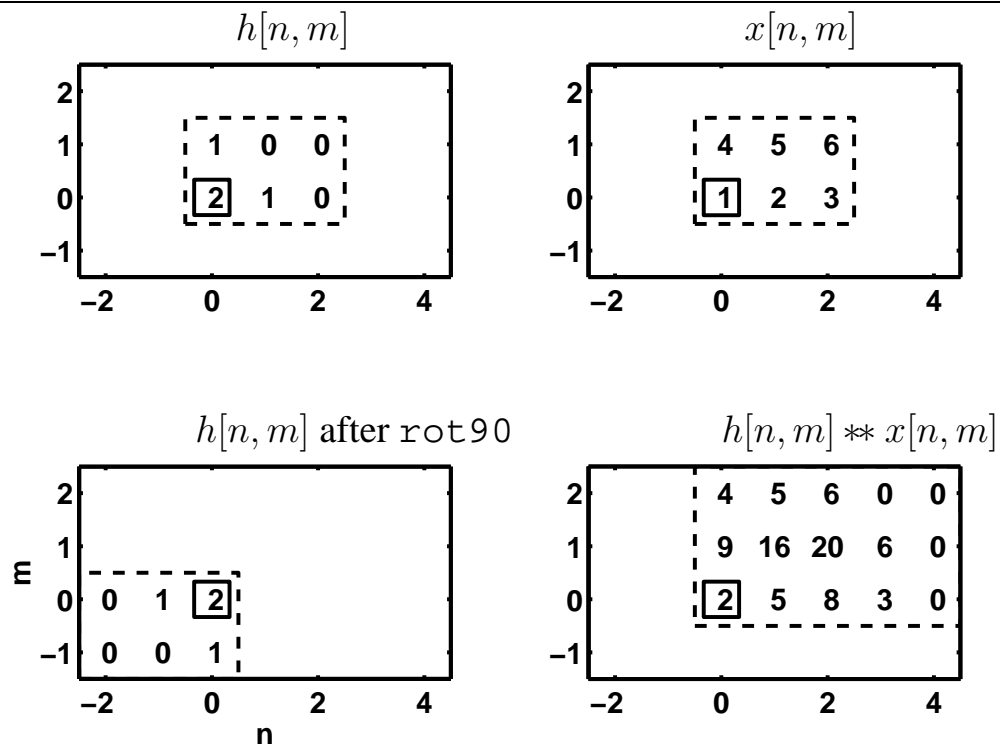 h[n, m] x[n, m]
2 2
1 1 0 0 1 4 5 6
0 2 1 0 0 1 2 3
−1 −1
−2 0 2 4 −2 0 2 4
h[n, m] after rot90 h[n, m] ∗∗ x[n, m]
2 2 4 5 6 0 0
1 1 9 16 20 6 0
m
0 0 1 2 0 2 5 8 3 0
−1 0 0 1 −1
−2 0 2 4 −2 0 2 4
n